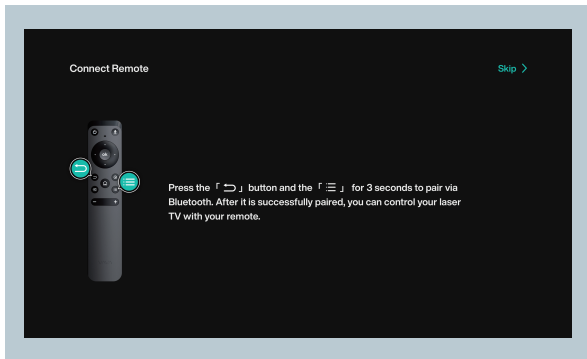 Connect Remote
Skip >
Press the「 ⮌ 」button and the「 ☰ 」 for 3 seconds to pair via
Bluetooth. After it is successfully paired, you can control your laser
TV with your remote.